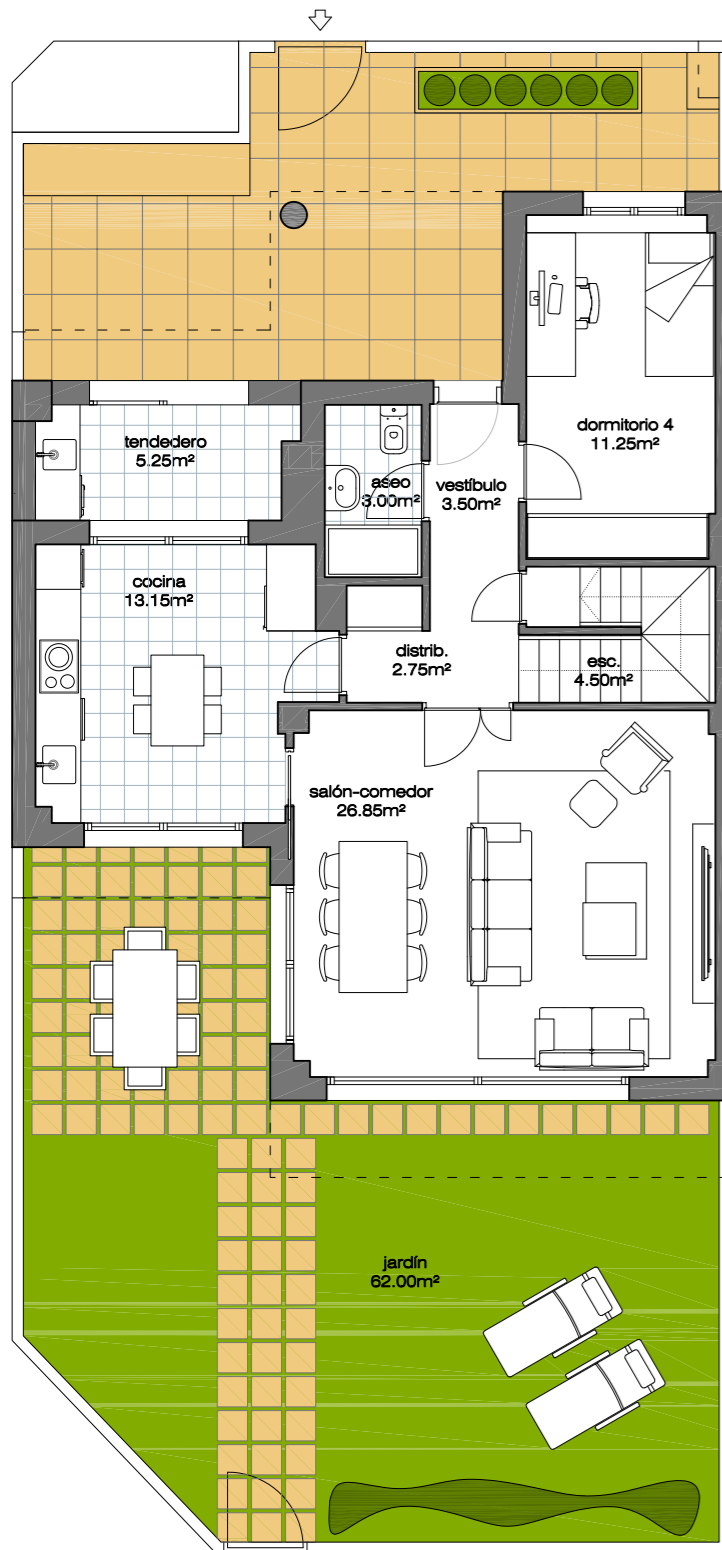 dormitorio 4
11.25m²
tendedero
5.25m²
aseo
3.00m²
vestíbulo
3.50m²
cocina
13.15m²
distrib.
2.75m²
esc.
4.50m²
salón-comedor
26.85m²
jardín
62.00m²